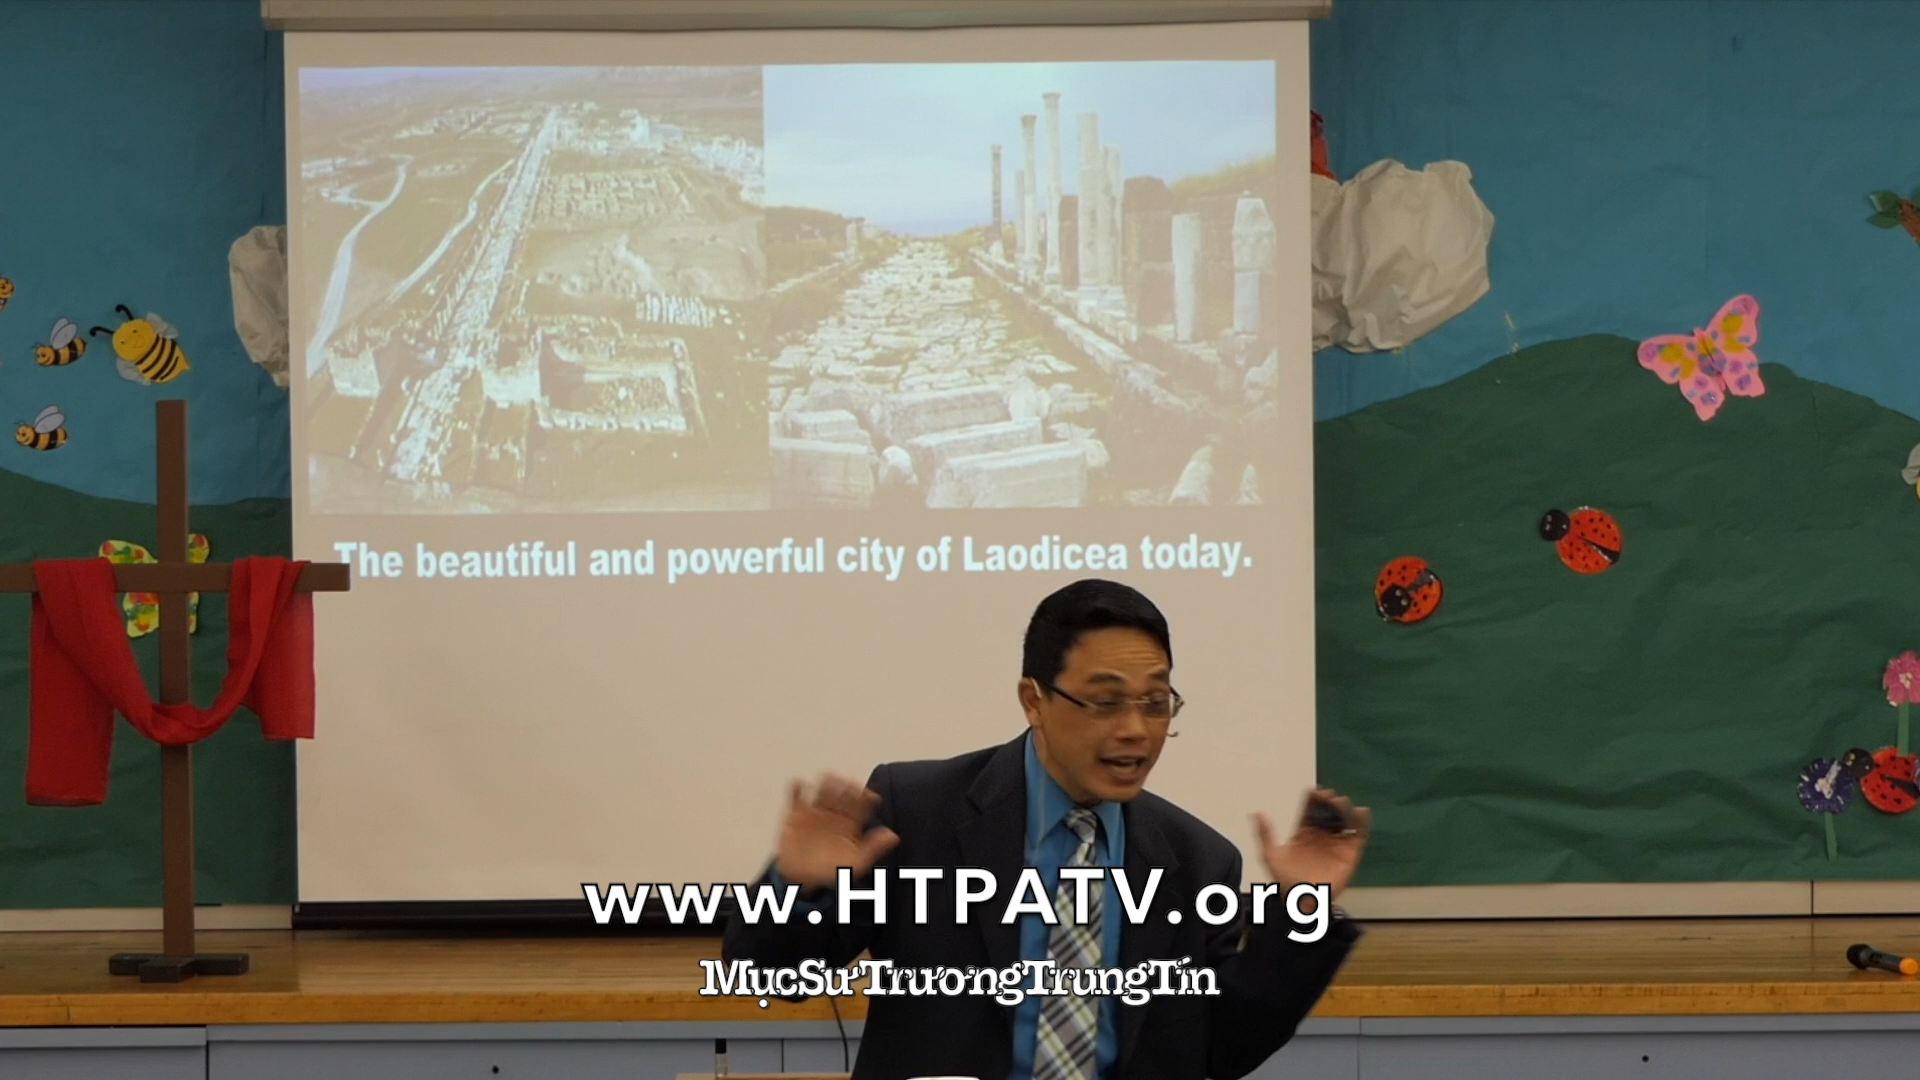 The beautiful and powerful city of Laodicea today.
www.HTPATV.org
MụcSưTrươngTrungTín